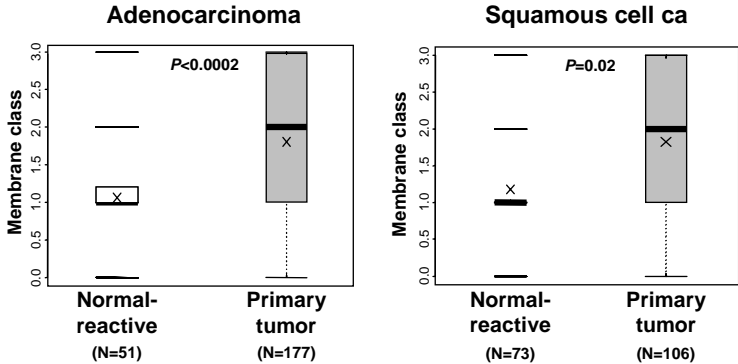 Adenocarcinoma
Membrane class
3.0
2.5
2.0
1.5
1.0
0.5
0.0
P<0.0002
Normal-
reactive
(N=51)
Primary
tumor
(N=177)
Squamous cell ca
Membrane class
3.0
2.5
2.0
1.5
1.0
0.5
0.0
P=0.02
Normal-
reactive
(N=73)
Primary
tumor
(N=106)